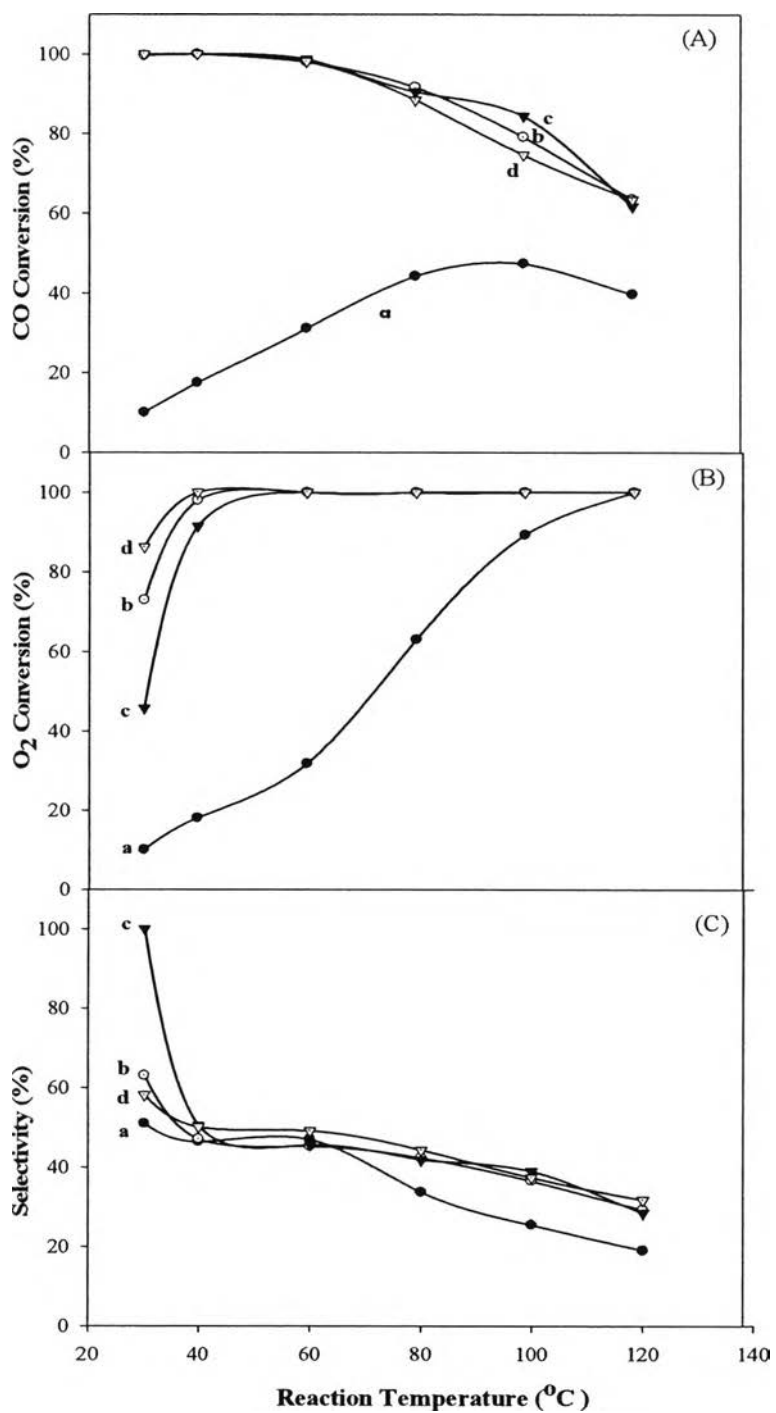 (A)
100
80
60
40
20
0
CO Conversion (%)
c
b
d
a
(B)
100
80
60
40
20
0
O2 Conversion (%)
d
b
c
a
(C)
100
80
60
40
20
0
Selectivity (%)
c
b
d
a
20 40 60 80 100 120 140
Reaction Temperature (°C )